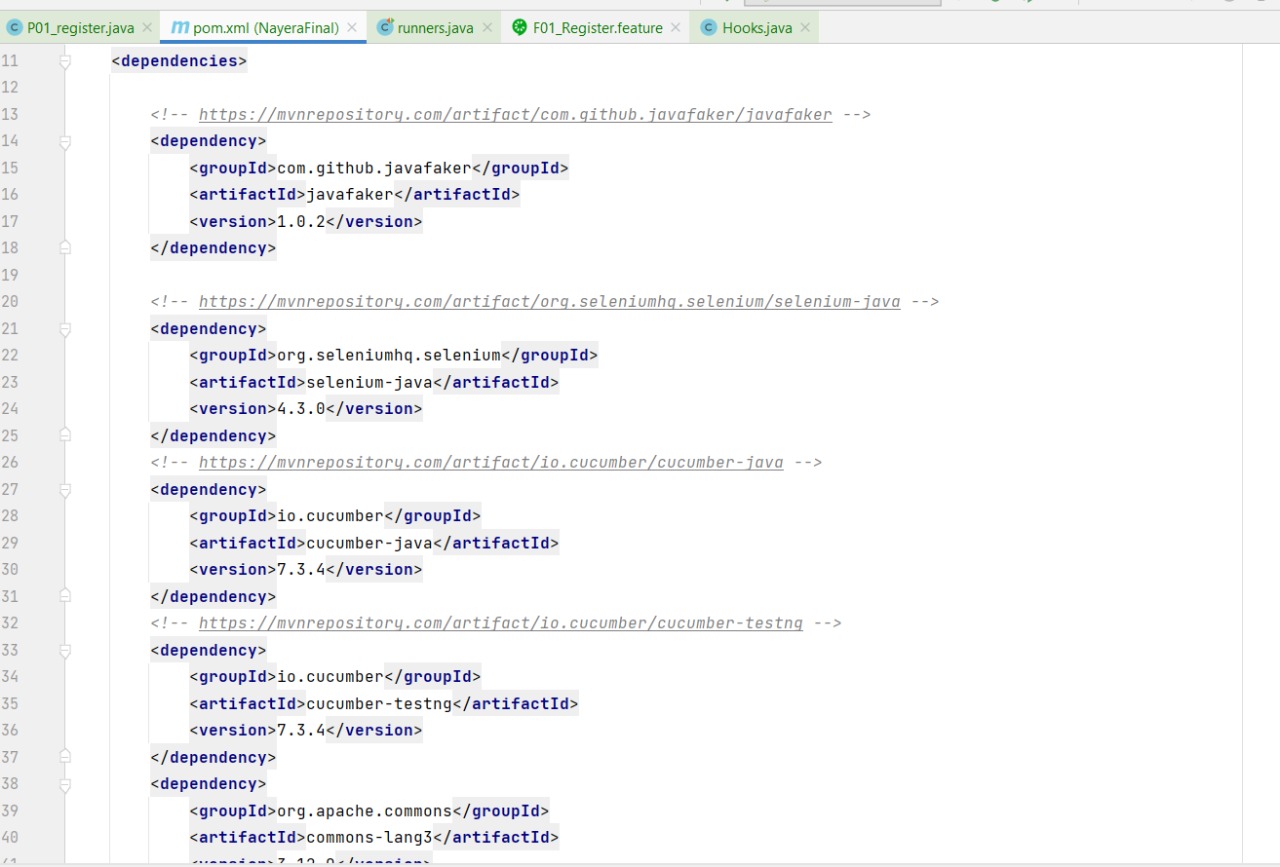 P01_register.java pom.xml (NayeraFinal) runners.java F01_Register.feature Hooks.java
11 <dependencies>
12
13 <!-- https://mvnrepository.com/artifact/com.github.javafaker/javafaker -->
14 <dependency>
15 <groupId>com.github.javafaker</groupId>
16 <artifactId>javafaker</artifactId>
17 <version>1.0.2</version>
18 </dependency>
19
20 <!-- https://mvnrepository.com/artifact/org.seleniumhq.selenium/selenium-java -->
21 <dependency>
22 <groupId>org.seleniumhq.selenium</groupId>
23 <artifactId>selenium-java</artifactId>
24 <version>4.3.0</version>
25 </dependency>
26 <!-- https://mvnrepository.com/artifact/io.cucumber/cucumber-java -->
27 <dependency>
28 <groupId>io.cucumber</groupId>
29 <artifactId>cucumber-java</artifactId>
30 <version>7.3.4</version>
31 </dependency>
32 <!-- https://mvnrepository.com/artifact/io.cucumber/cucumber-testng -->
33 <dependency>
34 <groupId>io.cucumber</groupId>
35 <artifactId>cucumber-testng</artifactId>
36 <version>7.3.4</version>
37 </dependency>
38 <dependency>
39 <groupId>org.apache.commons</groupId>
40 <artifactId>commons-lang3</artifactId>
41 <version>3.12.0</version>